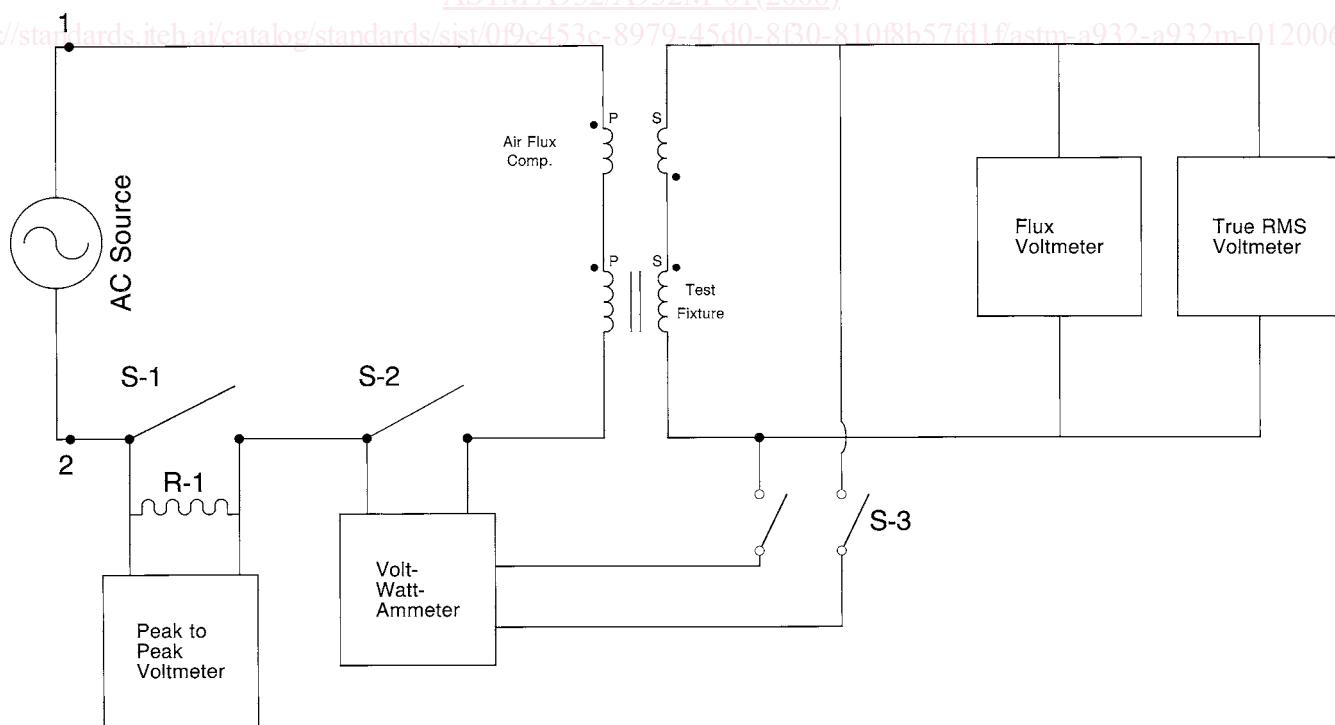 ASTM A932/A932M-01(2006)
://standards.iteh.ai/catalog/standards/sist/0f9c453c-8979-45d0-8f30-810f8b57fd1f/astm-a932-a932m-012006
1
AC Source
2
S-1
R-1
Peak to
Peak
Voltmeter
S-2
Volt-
Watt-
Ammeter
Air Flux
Comp.
P
S
P
S
Test
Fixture
S-3
Flux
Voltmeter
True RMS
Voltmeter